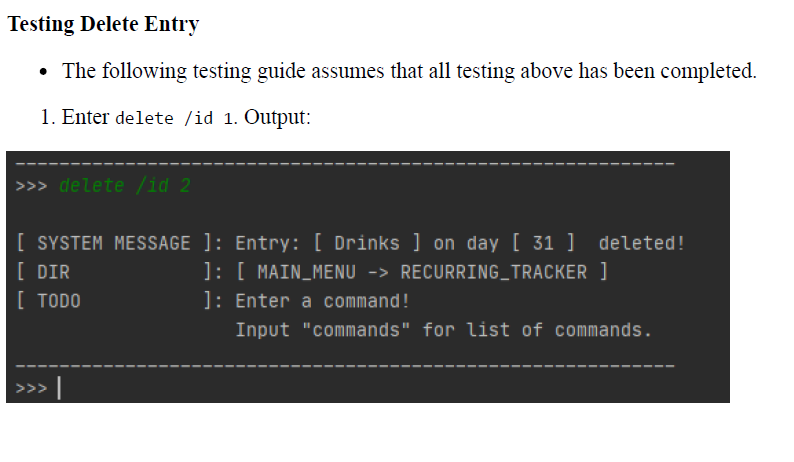 Testing Delete Entry
• The following testing guide assumes that all testing above has been completed.
1. Enter delete /id 1. Output:
------------------------------------------------------------
>>> delete /id 2
[ SYSTEM MESSAGE ]: Entry: [ Drinks ] on day [ 31 ]  deleted!
[ DIR            ]: [ MAIN_MENU -> RECURRING_TRACKER ]
[ TODO           ]: Enter a command!
                    Input "commands" for list of commands.
------------------------------------------------------------
>>>